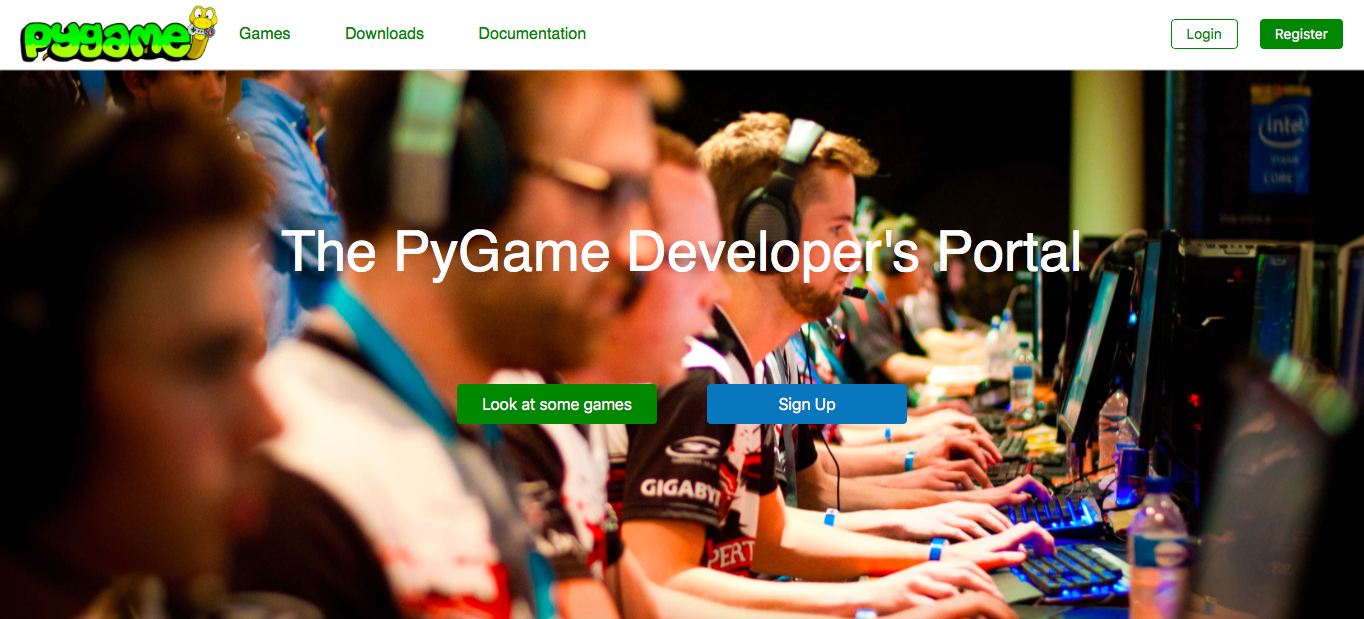 pygame
Games
Downloads
Documentation
Login
Register
intel
The PyGame Developer's Portal
Look at some games
Sign Up
GIGABY
PERT